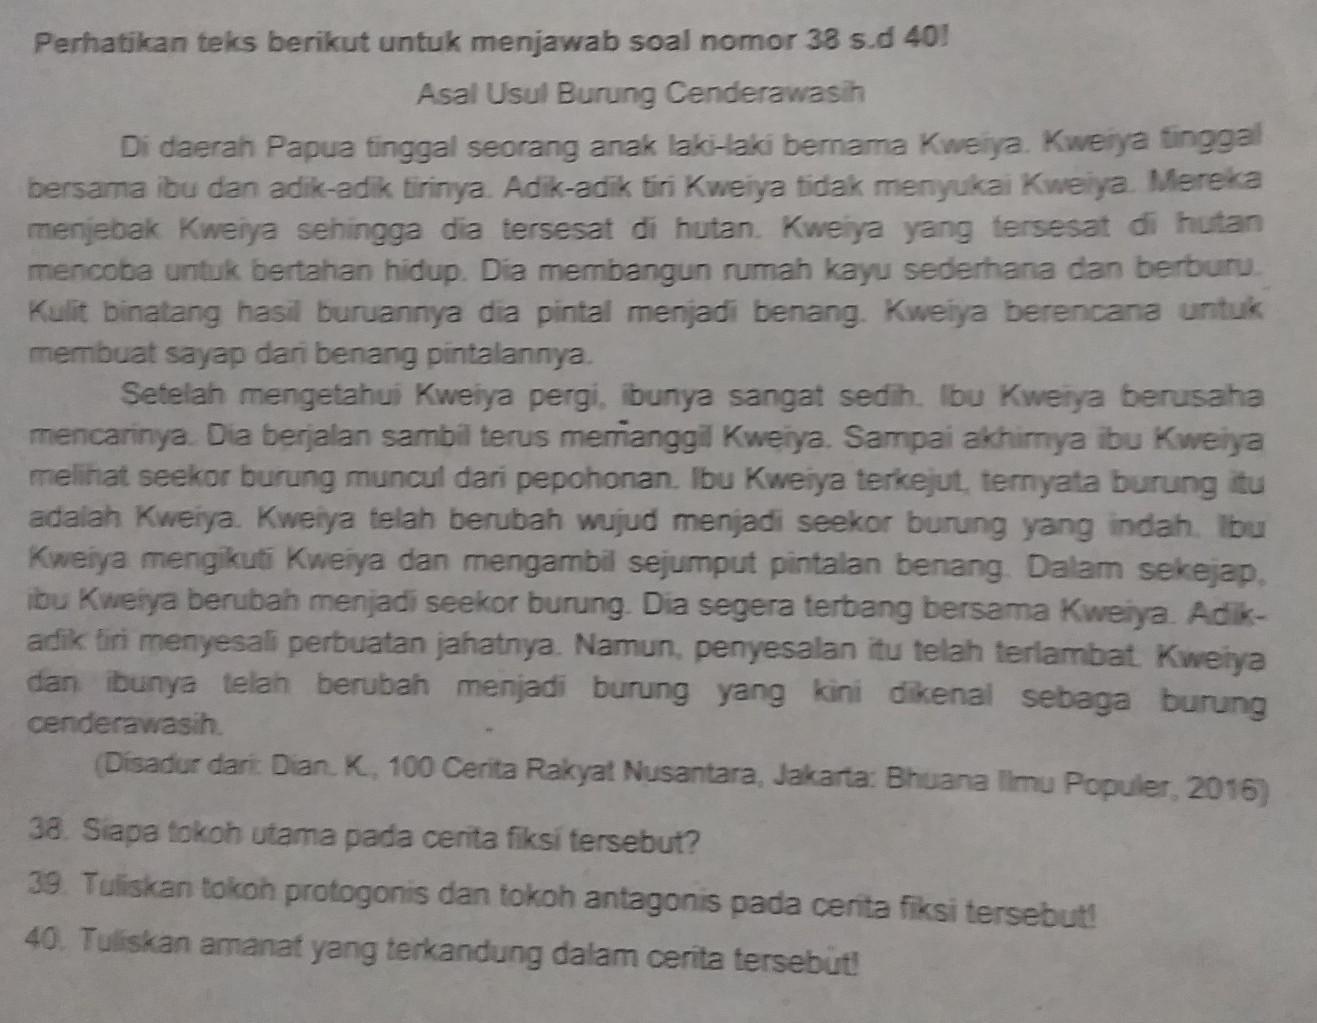 Perhatikan teks berikut untuk menjawab soal nomor 38 s.d 40!
Asal Usul Burung Cenderawasih
Di daerah Papua tinggal seorang anak laki-laki bernama Kweiya. Kweiya tinggal
bersama ibu dan adik-adik tirinya. Adik-adik tiri Kweiya tidak menyukai Kweiya. Mereka
menjebak Kweiya sehingga dia tersesat di hutan. Kweiya yang tersesat di hutan
mencoba untuk bertahan hidup. Dia membangun rumah kayu sederhana dan berburu.
Kulit binatang hasil buruannya dia pintal menjadi benang. Kweiya berencana untuk
membuat sayap dari benang pintalannya.
Setelah mengetahui Kweiya pergi, ibunya sangat sedih. Ibu Kweiya berusaha
mencarinya. Dia berjalan sambil terus memanggil Kweiya. Sampai akhirnya ibu Kweiya
melihat seekor burung muncul dari pepohonan. Ibu Kweiya terkejut, ternyata burung itu
adalah Kweiya. Kweiya telah berubah wujud menjadi seekor burung yang indah. Ibu
Kweiya mengikuti Kweiya dan mengambil sejumput pintalan benang. Dalam sekejap,
ibu Kweiya berubah menjadi seekor burung. Dia segera terbang bersama Kweiya. Adik-
adik tiri menyesali perbuatan jahatnya. Namun, penyesalan itu telah terlambat. Kweiya
dan ibunya telah berubah menjadi burung yang kini dikenal sebaga burung
cenderawasih.
(Disadur dari: Dian. K., 100 Cerita Rakyat Nusantara, Jakarta: Bhuana Ilmu Populer, 2016)
38. Siapa tokoh utama pada cerita fiksi tersebut?
39. Tuliskan tokoh protogonis dan tokoh antagonis pada cerita fiksi tersebut!
40. Tuliskan amanat yang terkandung dalam cerita tersebut!